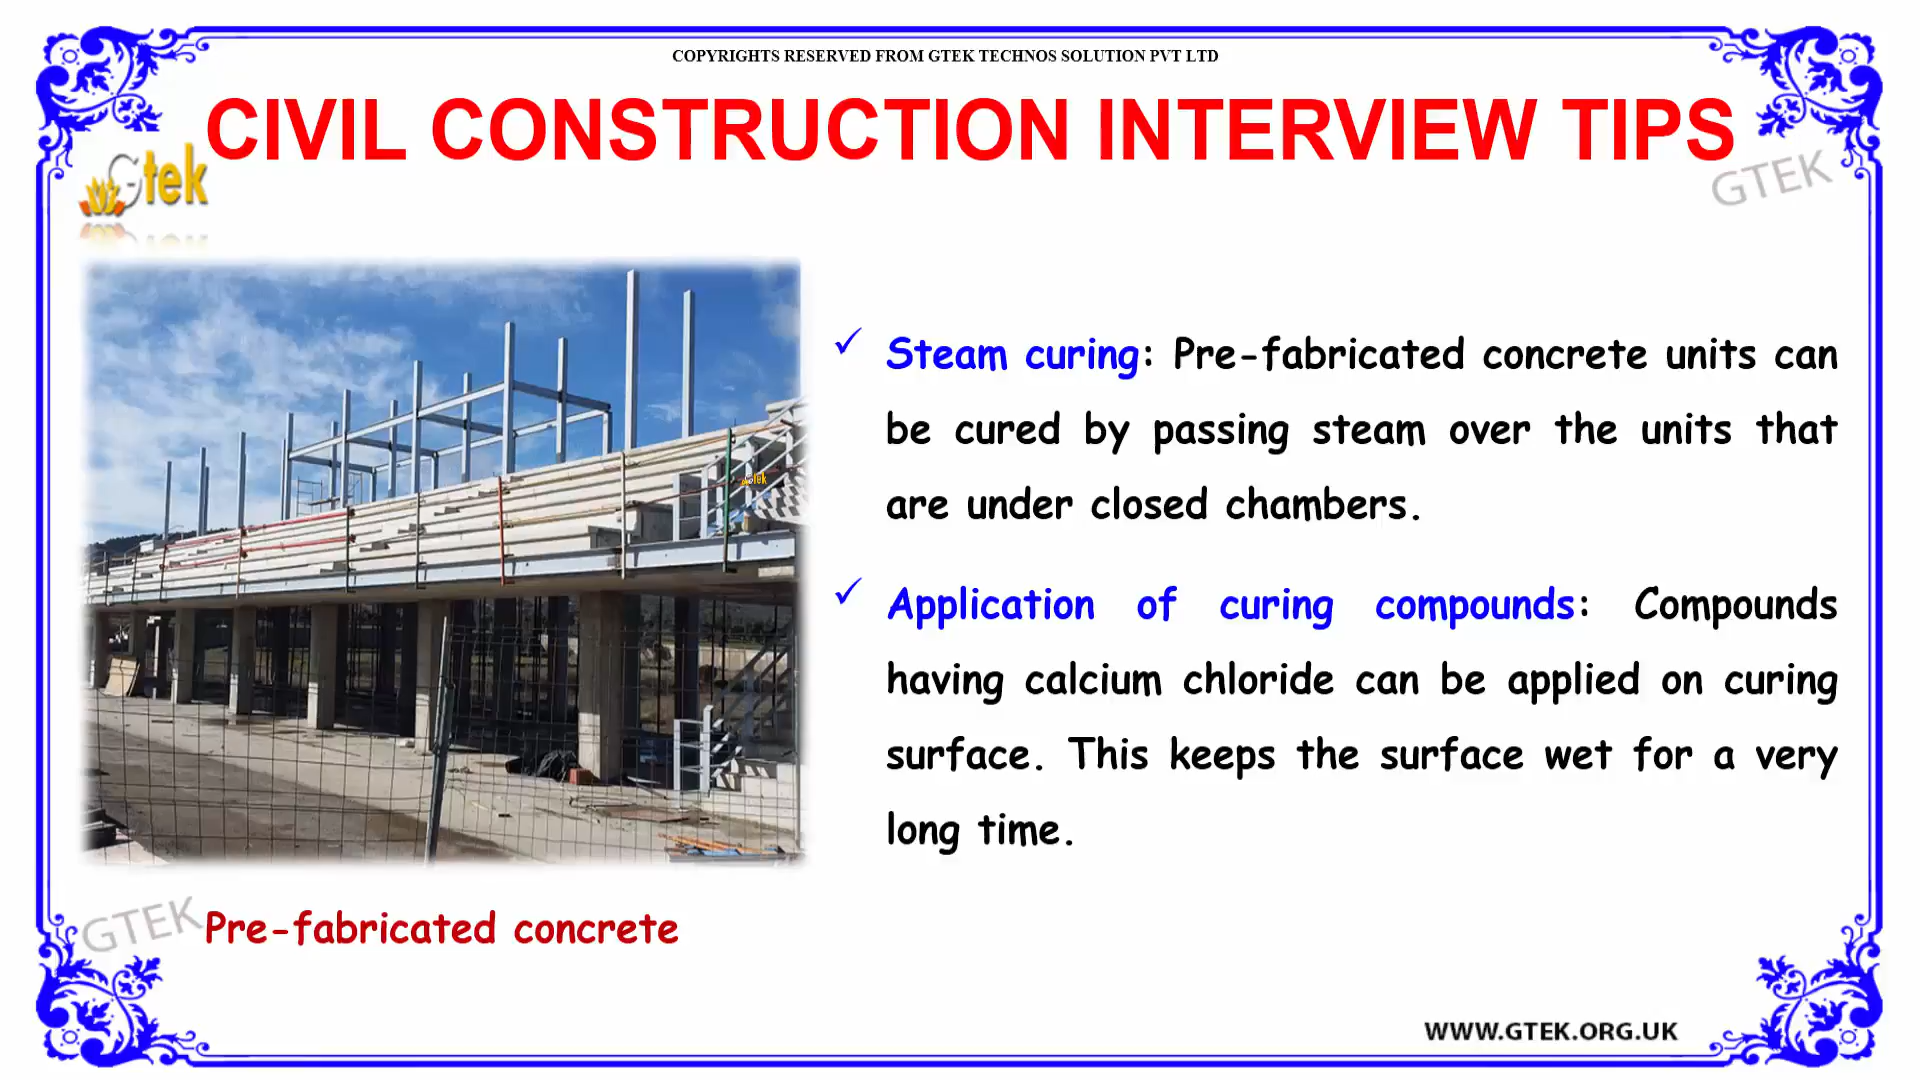 COPYRIGHTS RESERVED FROM GTEK TECHNOS SOLUTION PVT LTD
CIVIL CONSTRUCTION INTERVIEW TIPS
Gtek
GTEK
Steam curing: Pre-fabricated concrete units can
be cured by passing steam over the units that
are under closed chambers.
Gtek
Application of curing compounds: Compounds
having calcium chloride can be applied on curing
surface. This keeps the surface wet for a very
long time.
GTEK
Pre-fabricated concrete
WWW.GTEK.ORG.UK